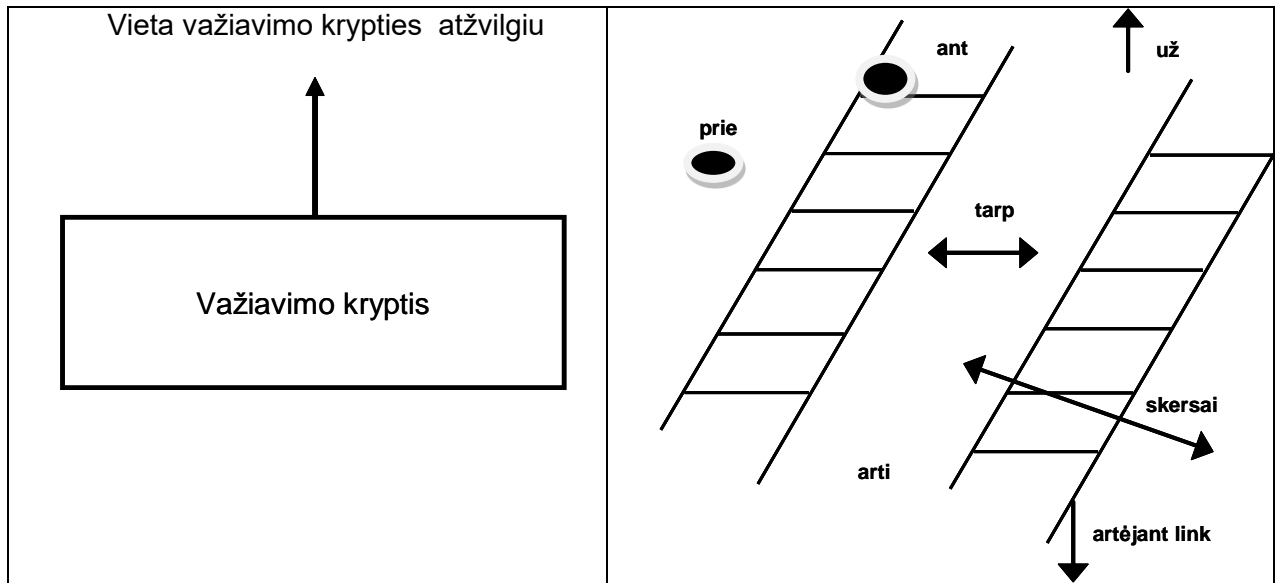 Vieta važiavimo krypties atžvilgiu
Važiavimo kryptis
ant
už
prie
tarp
skersai
arti
artėjant link